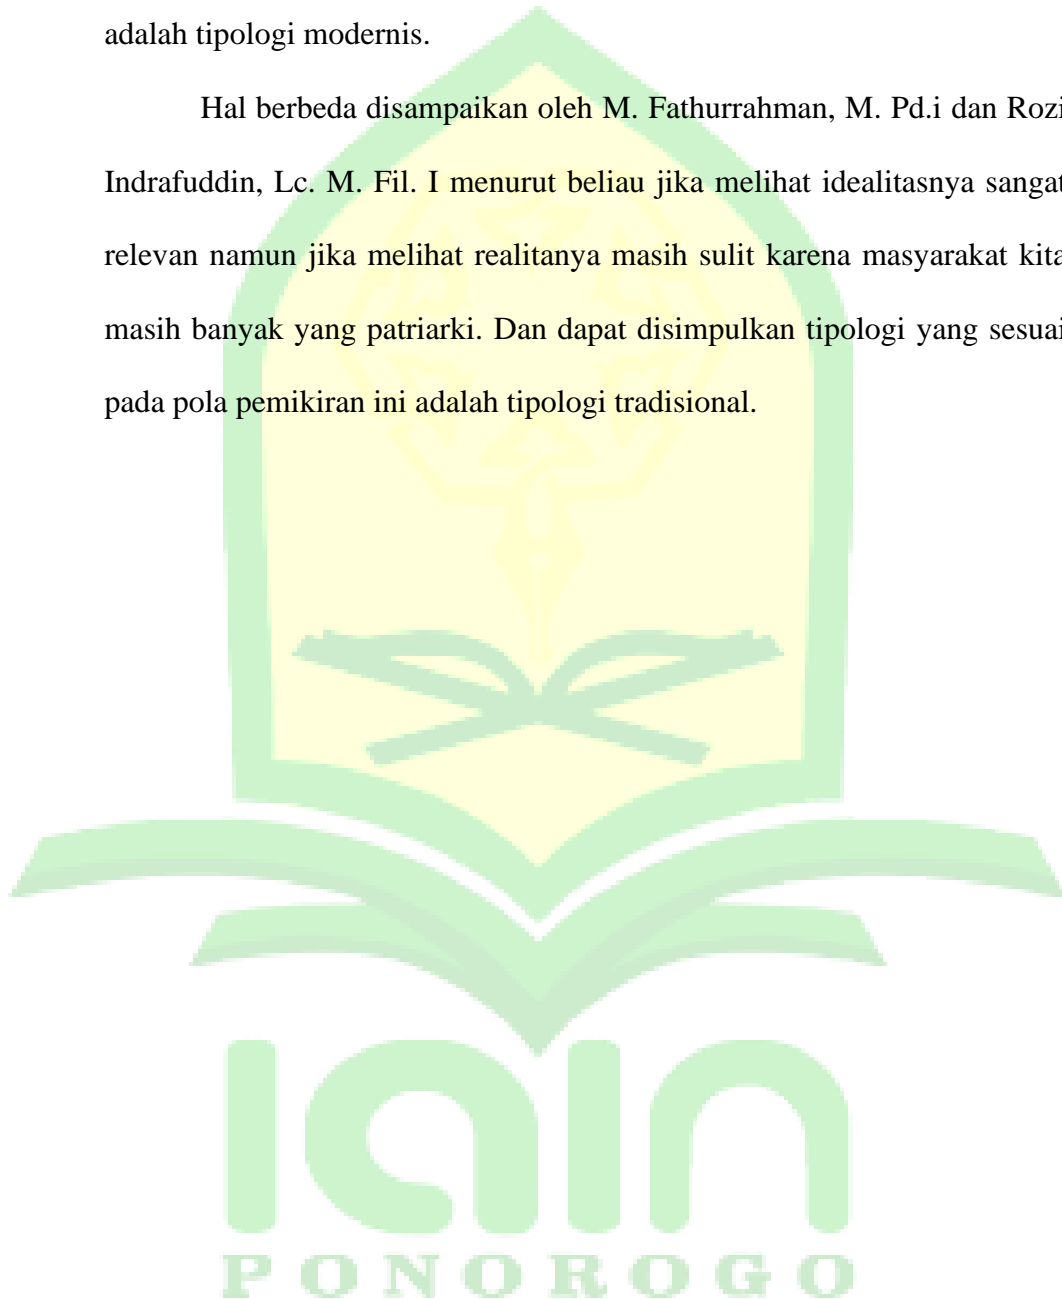 adalah tipologi modernis.
Hal berbeda disampaikan oleh M. Fathurrahman, M. Pd.i dan Rozi
Indrafuddin, Lc. M. Fil. I menurut beliau jika melihat idealitasnya sangat
relevan namun jika melihat realitanya masih sulit karena masyarakat kita
masih banyak yang patriarki. Dan dapat disimpulkan tipologi yang sesuai
pada pola pemikiran ini adalah tipologi tradisional.
iain
PONOROGO